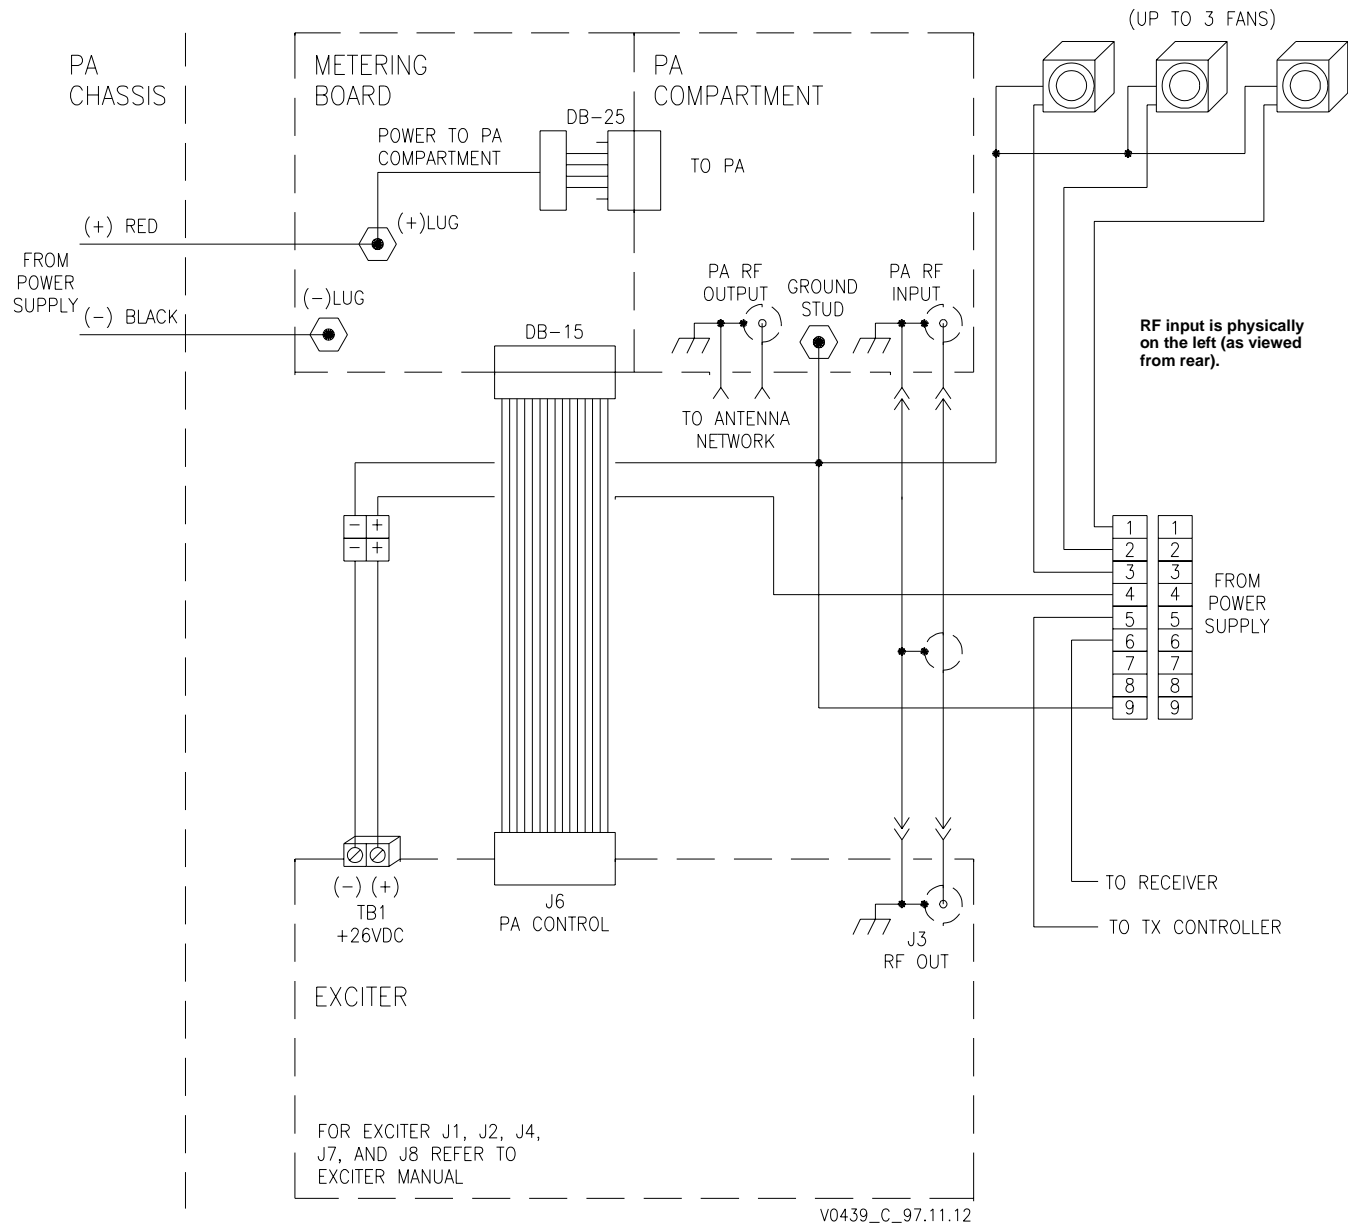 (UP TO 3 FANS)
PA
CHASSIS
METERING
BOARD
PA
COMPARTMENT
DB-25
POWER TO PA
COMPARTMENT
TO PA
(+) RED
(+)LUG
FROM
POWER
SUPPLY
(-)LUG
(-) BLACK
PA RF
OUTPUT
GROUND
STUD
PA RF
INPUT
RF input is physically
on the left (as viewed
from rear).
DB-15
TO ANTENNA
NETWORK
- +
- +
1 1
2 2
3 3
4 4
5 5
6 6
7 7
8 8
9 9
FROM
POWER
SUPPLY
(-) (+)
TB1
+26VDC
J6
PA CONTROL
J3
RF OUT
TO RECEIVER
TO TX CONTROLLER
EXCITER
FOR EXCITER J1, J2, J4,
J7, AND J8 REFER TO
EXCITER MANUAL
V0439_C_97.11.12